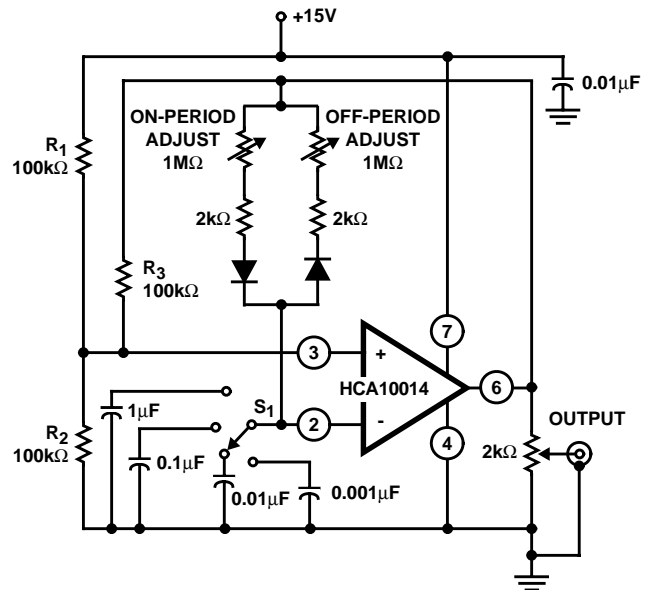 +15V
0.01μF
ON-PERIOD
ADJUST
1MΩ
OFF-PERIOD
ADJUST
1MΩ
R1
100kΩ
2kΩ
2kΩ
R3
100kΩ
7
3
+
HCA10014
6
2
-
4
S1
1μF
OUTPUT
R2
100kΩ
0.1μF
0.01μF
0.001μF
2kΩ